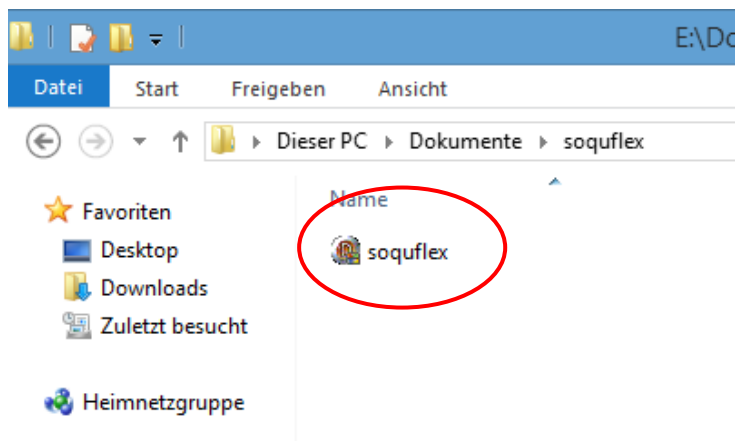 E:\Do
Datei Start Freigeben Ansicht
Dieser PC Dokumente soquflex
Name
Favoriten
soquflex
Desktop
Downloads
Zuletzt besucht
Heimnetzgruppe